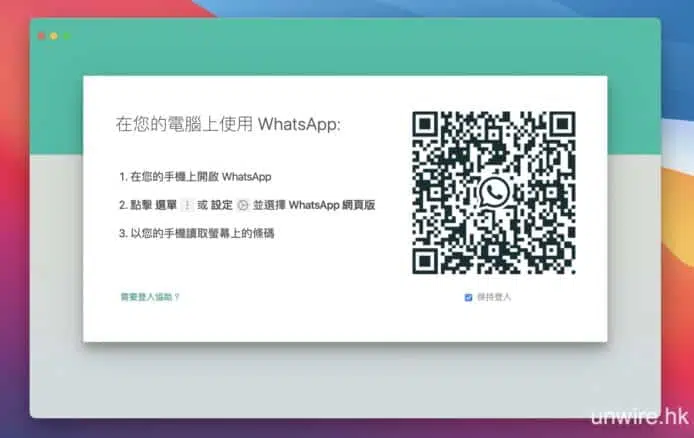 在您的電腦上使用 WhatsApp:
1. 在您的手機上開啟 WhatsApp
2. 點擊 選單 或 設定 並選擇 WhatsApp 網頁版
3. 以您的手機讀取螢幕上的條碼
需要登入協助?
保持登入
unwire.hk